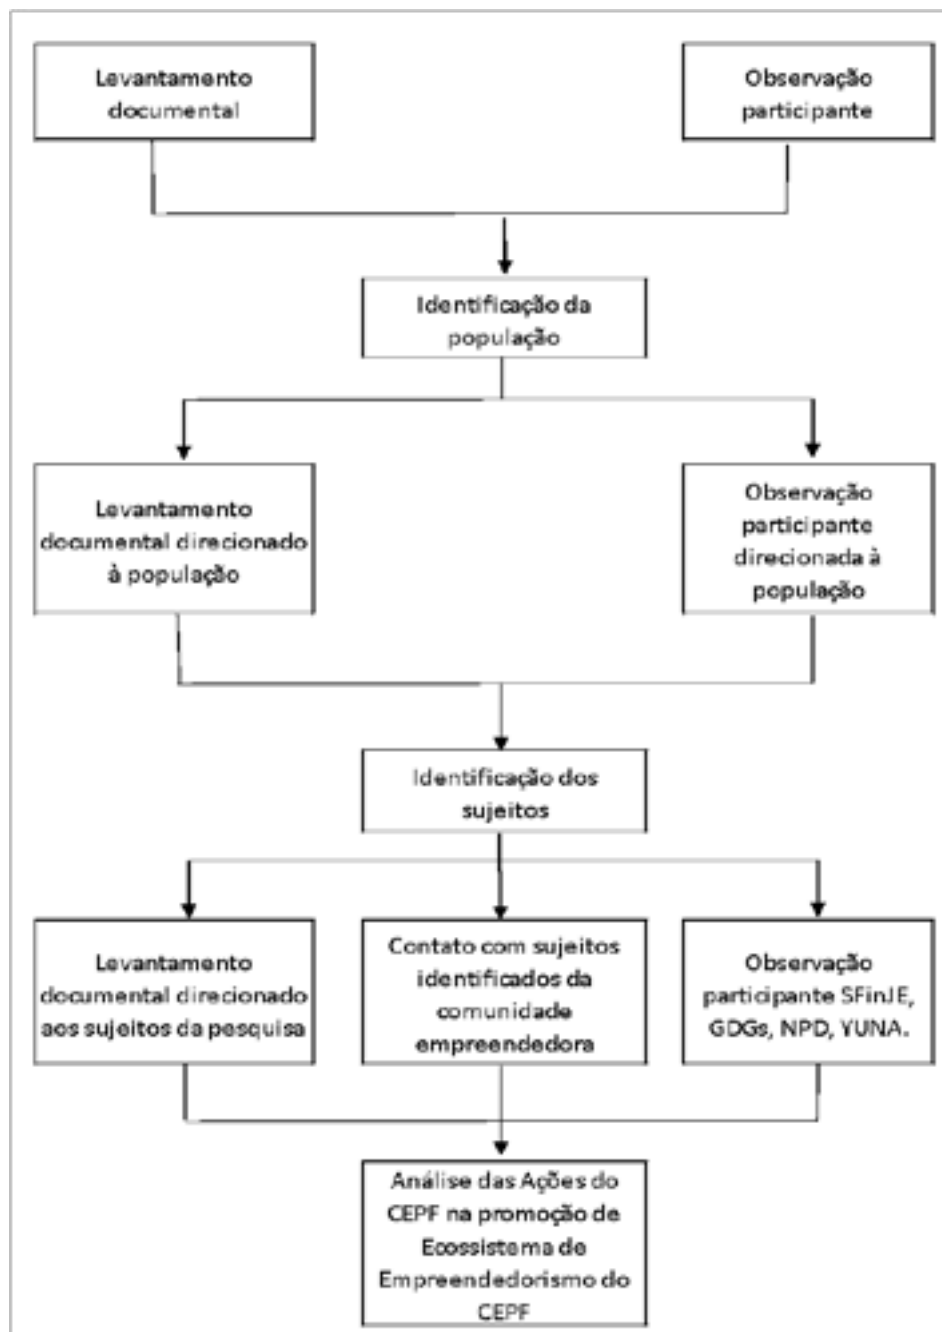 Levantamento
documental
Observação
participante
Identificação da
população
Levantamento
documental direcionado
à população
Observação
participante
direcionada à
população
Identificação dos
sujeitos
Levantamento
documental direcionado
aos sujeitos da pesquisa
Contato com sujeitos
identificados da
comunidade
empreendedora
Observação
participante SFinJE,
GDGs, NPD, YUNA.
Análise das Ações do
CEPF na promoção de
Ecossistema de
Empreendedorismo do
CEPF